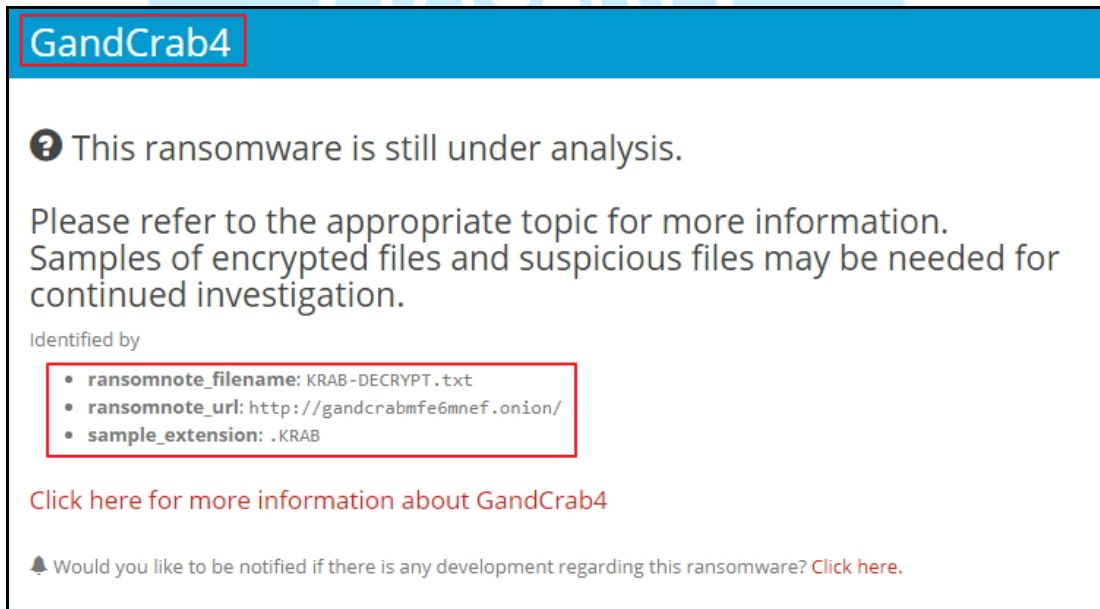 GandCrab4
This ransomware is still under analysis.
Please refer to the appropriate topic for more information.
Samples of encrypted files and suspicious files may be needed for
continued investigation.
Identified by
• ransomnote_filename: KRAB-DECRYPT.txt
• ransomnote_url: http://gandcrabmfe6mnef.onion/
• sample_extension: .KRAB
Click here for more information about GandCrab4
Would you like to be notified if there is any development regarding this ransomware? Click here.